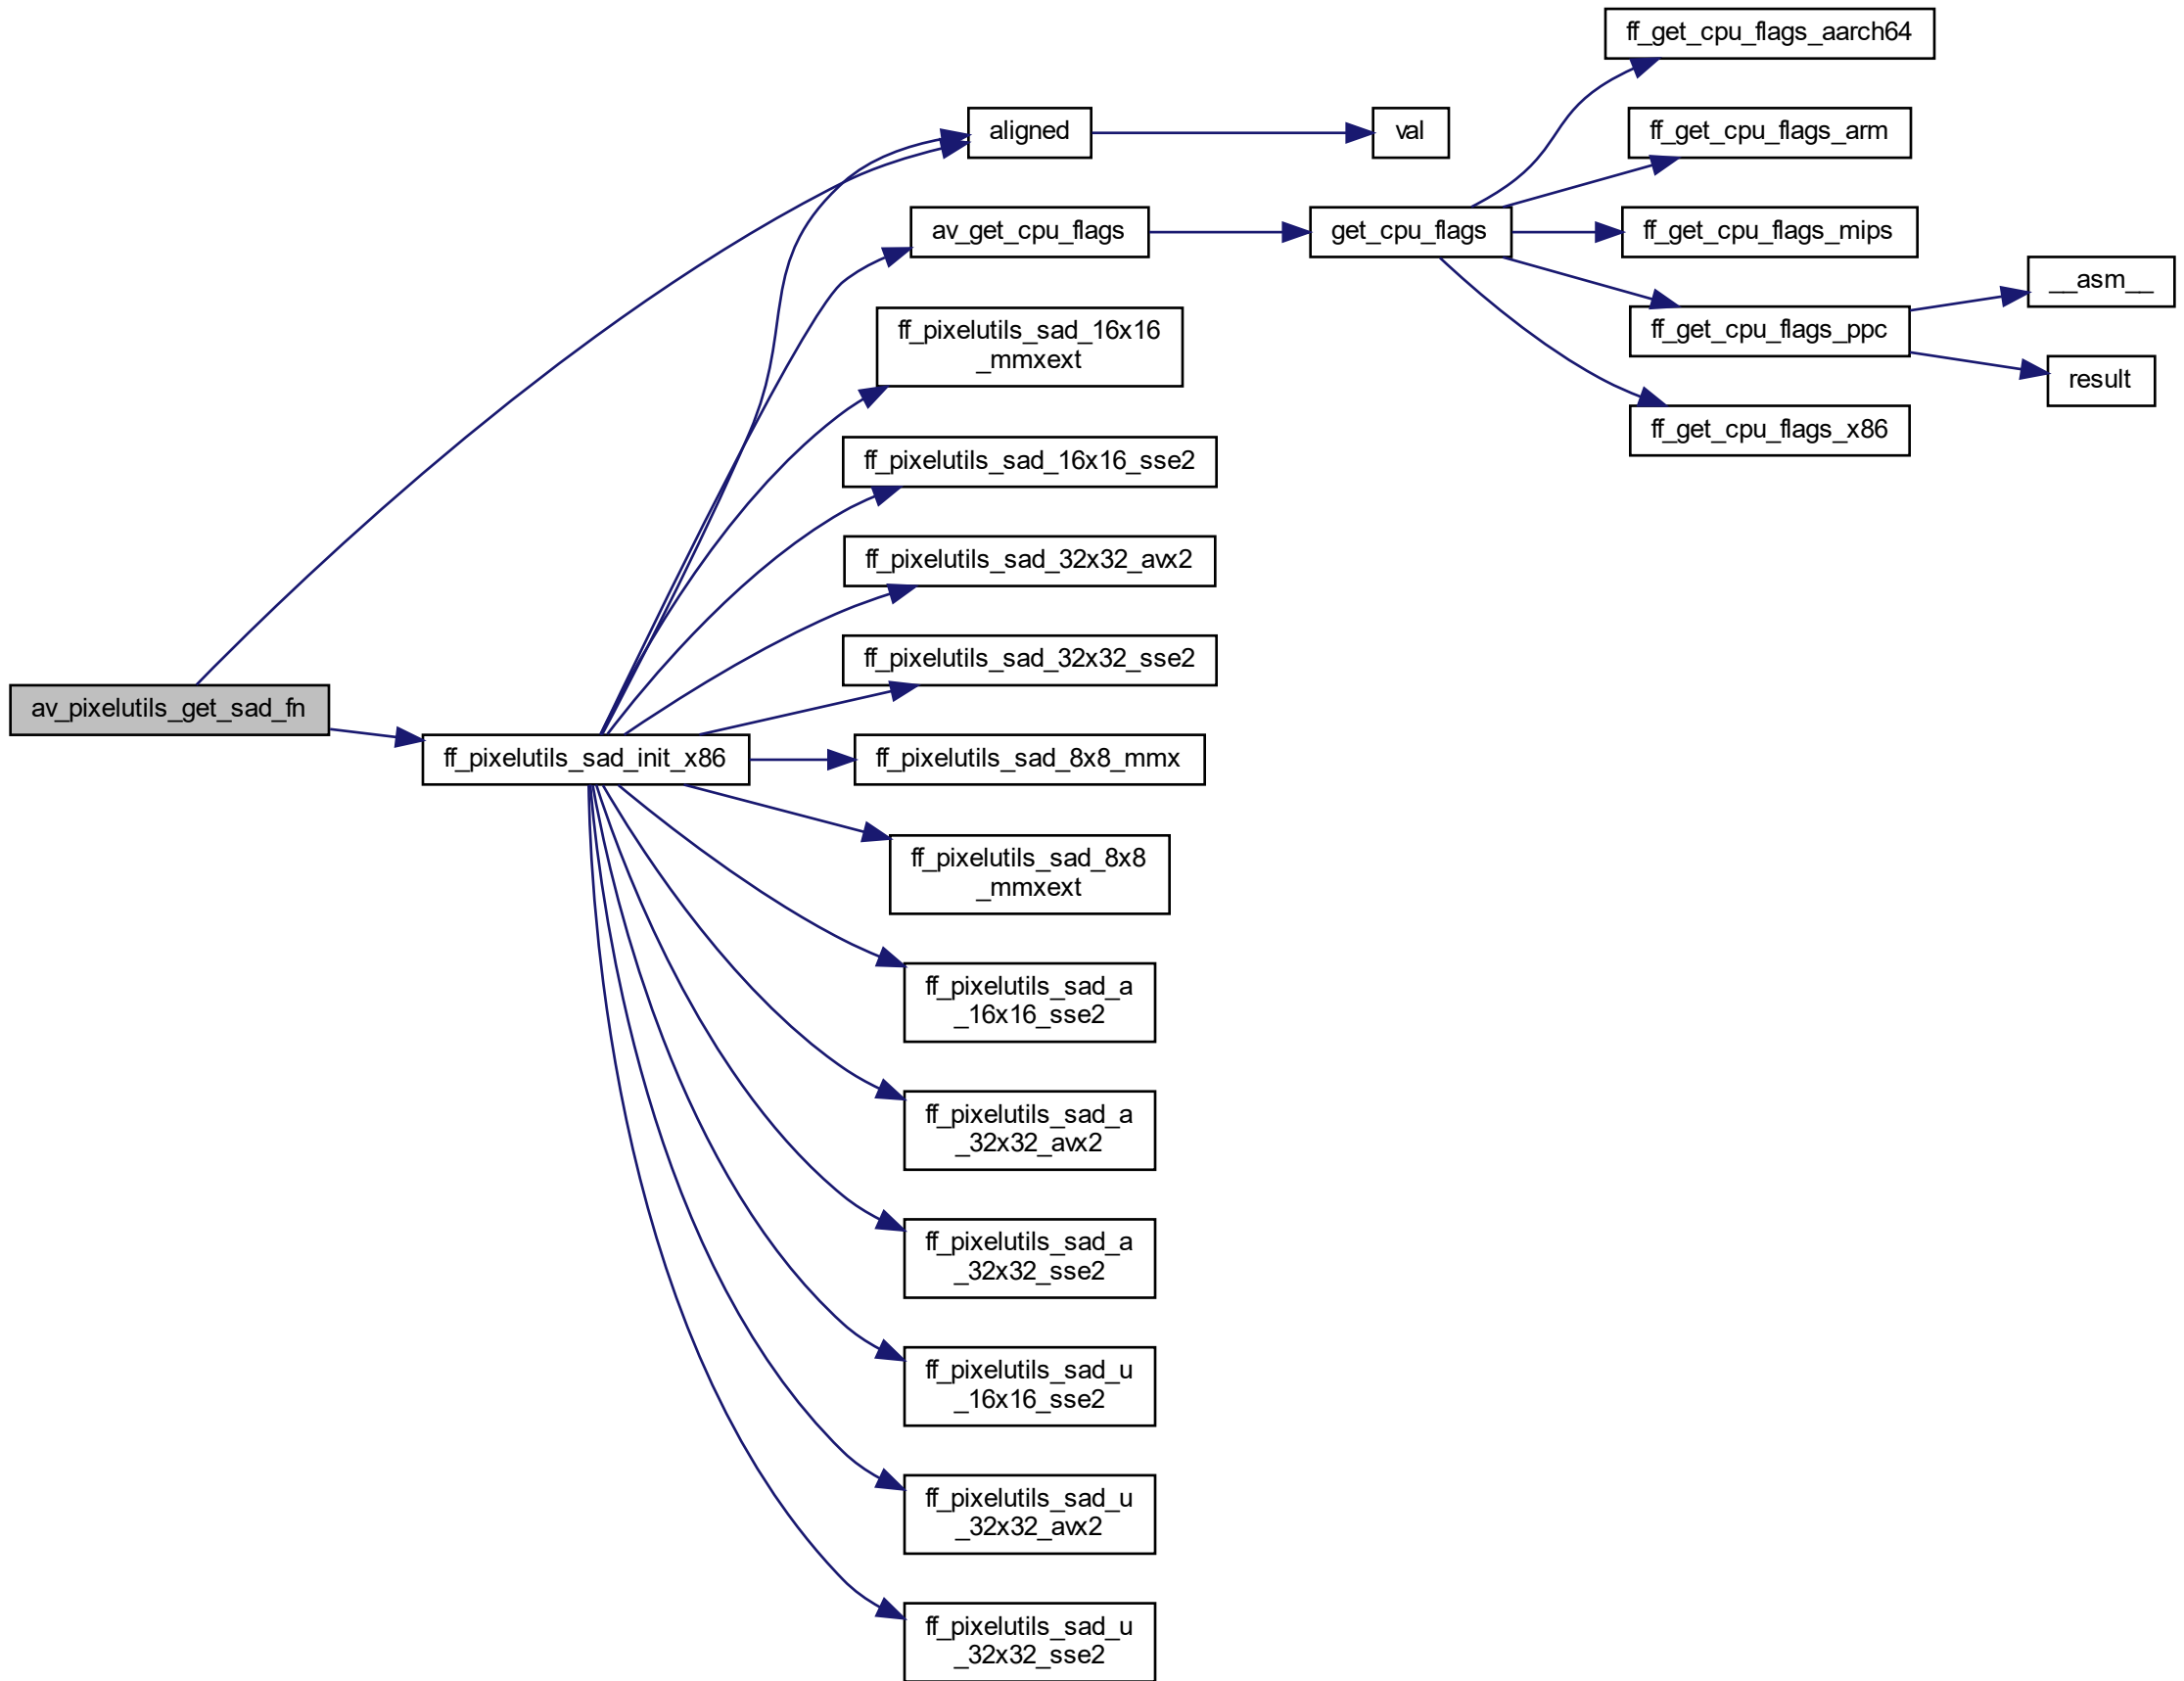 ff_get_cpu_flags_aarch64
aligned
val
ff_get_cpu_flags_arm
av_get_cpu_flags
get_cpu_flags
ff_get_cpu_flags_mips
__asm__
ff_pixelutils_sad_16x16
_mmxext
ff_get_cpu_flags_ppc
result
ff_get_cpu_flags_x86
ff_pixelutils_sad_16x16_sse2
ff_pixelutils_sad_32x32_avx2
ff_pixelutils_sad_32x32_sse2
av_pixelutils_get_sad_fn
ff_pixelutils_sad_init_x86
ff_pixelutils_sad_8x8_mmx
ff_pixelutils_sad_8x8
_mmxext
ff_pixelutils_sad_a
_16x16_sse2
ff_pixelutils_sad_a
_32x32_avx2
ff_pixelutils_sad_a
_32x32_sse2
ff_pixelutils_sad_u
_16x16_sse2
ff_pixelutils_sad_u
_32x32_avx2
ff_pixelutils_sad_u
_32x32_sse2